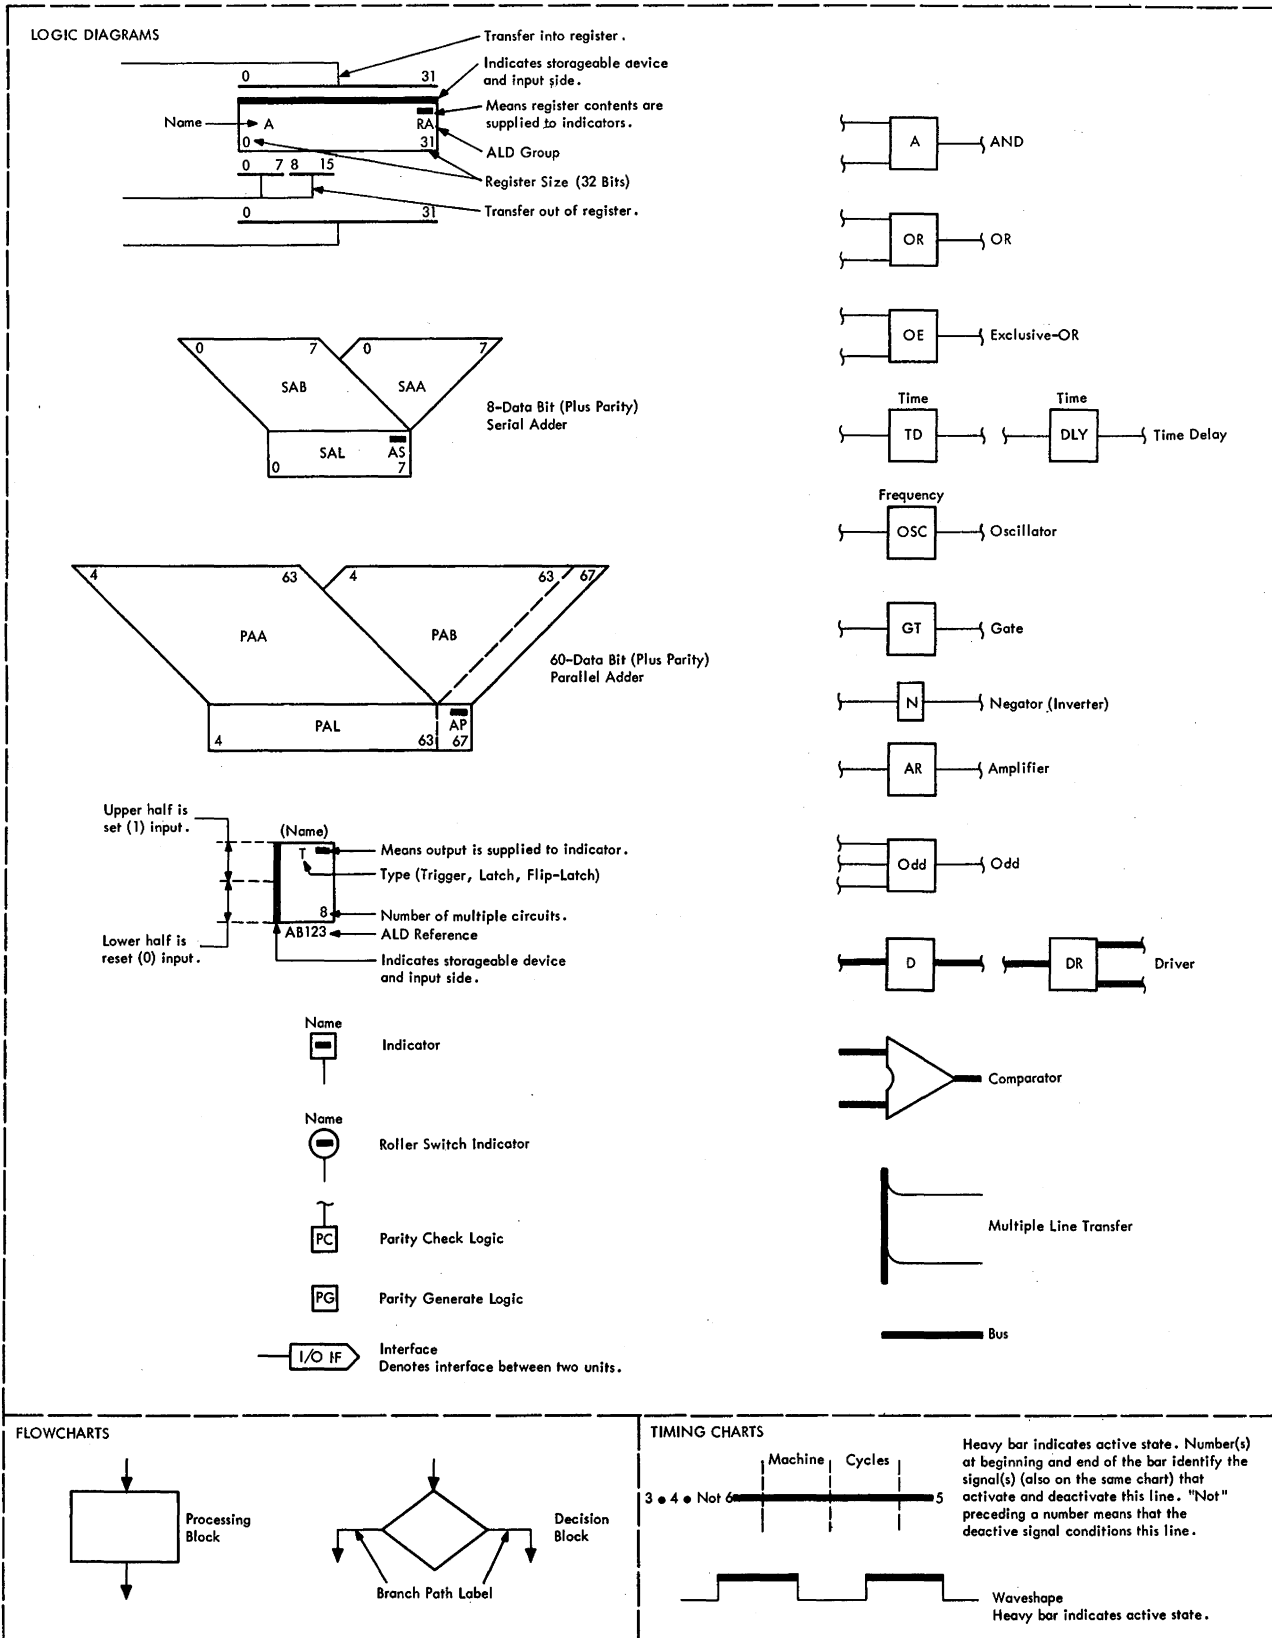 LOGIC DIAGRAMS
Transfer into register.
0 31
Indicates storageable device
and input side.
Means register contents are
supplied to indicators.
Name A RA
0 31
ALD Group
0 7 8 15
Register Size (32 Bits)
Transfer out of register.
0 31
0 7 0 7
SAB SAA
8-Data Bit (Plus Parity)
Serial Adder
SAL AS
0 7
4 63 4 63 67
PAA PAB
60-Data Bit (Plus Parity)
Parallel Adder
PAL AP
4 63 67
Upper half is
set (1) input.
(Name)
T
Means output is supplied to indicator.
Type (Trigger, Latch, Flip-Latch)
8
Number of multiple circuits.
AB123
ALD Reference
Lower half is
reset (0) input.
Indicates storageable device
and input side.
Name
Indicator
Name
Roller Switch Indicator
PC Parity Check Logic
PG Parity Generate Logic
I/O IF
Interface
Denotes interface between two units.
A AND
OR OR
OE Exclusive-OR
Time Time
TD DLY Time Delay
Frequency
OSC Oscillator
GT Gate
N Negator (Inverter)
AR Amplifier
Odd Odd
D DR Driver
Comparator
Multiple Line Transfer
Bus
FLOWCHARTS
Processing
Block
Decision
Block
Branch Path Label
TIMING CHARTS
Machine Cycles
3 • 4 • Not 6 5
Heavy bar indicates active state. Number(s)
at beginning and end of the bar identify the
signal(s) (also on the same chart) that
activate and deactivate this line. "Not"
preceding a number means that the
deactive signal conditions this line.
Waveshape
Heavy bar indicates active state.